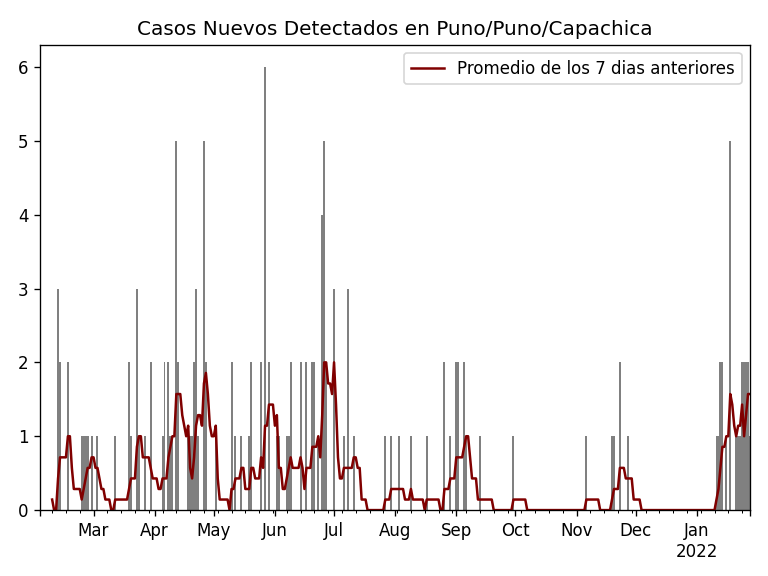 Casos Nuevos Detectados en Puno/Puno/Capachica
Promedio de los 7 dias anteriores
6
5
4
3
2
1
0
Mar Apr May Jun Jul Aug Sep Oct Nov Dec Jan
2022